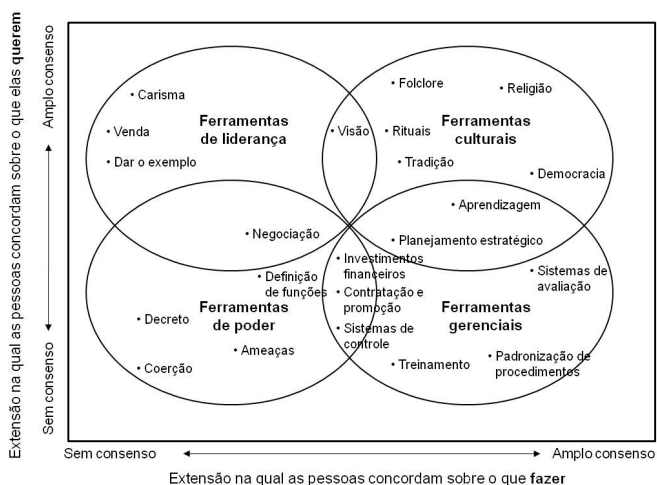 Extensão na qual as pessoas concordam sobre o que elas querem
Amplo consenso
Sem consenso
• Carisma
Ferramentas
de liderança
• Venda
• Dar o exemplo
• Visão
• Folclore
• Religião
Ferramentas
culturais
• Rituais
• Tradição
• Democracia
• Aprendizagem
• Negociação
• Planejamento estratégico
• Investimentos
financeiros
• Definição
de funções
• Contratação e
promoção
• Sistemas de
controle
• Sistemas de
avaliação
Ferramentas
de poder
• Decreto
• Ameaças
• Coerção
Ferramentas
gerenciais
• Treinamento
• Padronização de
procedimentos
Sem consenso
Amplo consenso
Extensão na qual as pessoas concordam sobre o que fazer